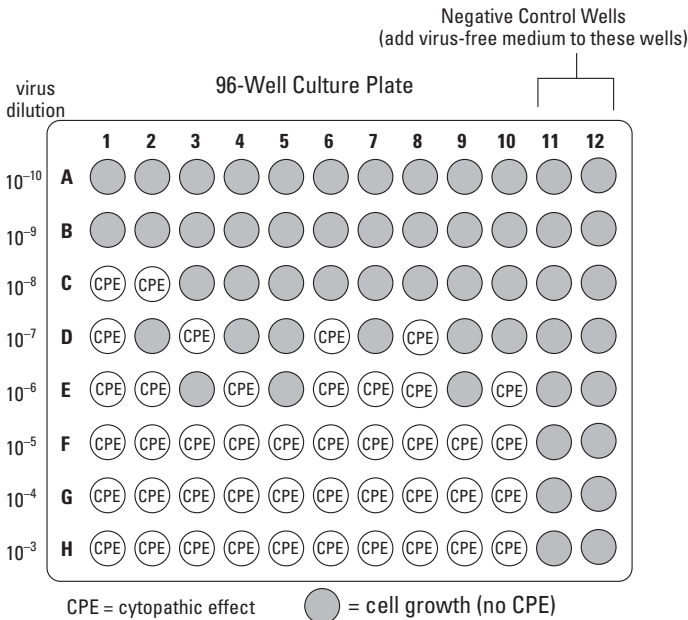 Negative Control Wells
(add virus-free medium to these wells)
virus
dilution
96-Well Culture Plate
1 2 3 4 5 6 7 8 9 10 11 12
10⁻¹⁰ A
10⁻⁹ B
10⁻⁸ C CPE CPE
10⁻⁷ D CPE CPE CPE CPE
10⁻⁶ E CPE CPE CPE CPE CPE CPE CPE
10⁻⁵ F CPE CPE CPE CPE CPE CPE CPE CPE CPE CPE
10⁻⁴ G CPE CPE CPE CPE CPE CPE CPE CPE CPE CPE
10⁻³ H CPE CPE CPE CPE CPE CPE CPE CPE CPE CPE
CPE = cytopathic effect = cell growth (no CPE)